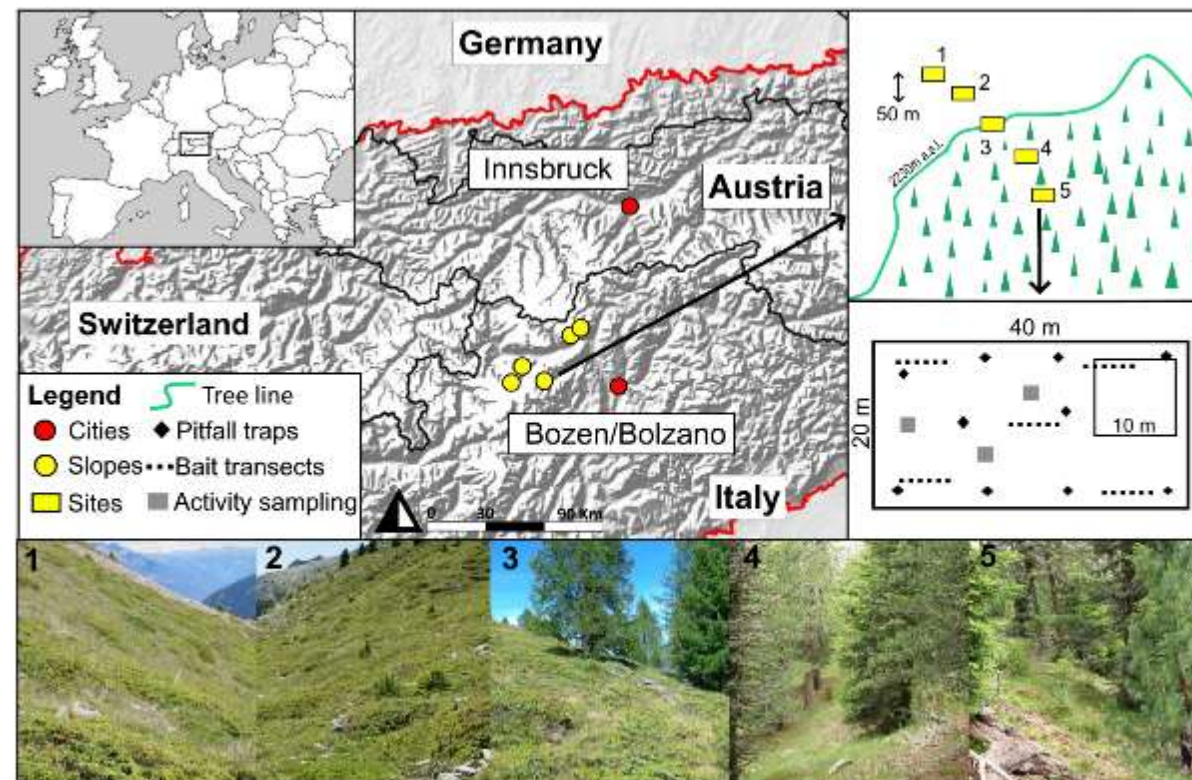 Germany
Innsbruck
Austria
Switzerland
Bozen/Bolzano
Italy
0 30 90 Km
Legend
Tree line
Cities
Pitfall traps
Slopes
Bait transects
Sites
Activity sampling
1
2
50 m
3
4
5
2230m a.s.l.
40 m
20 m
10 m
1
2
3
4
5